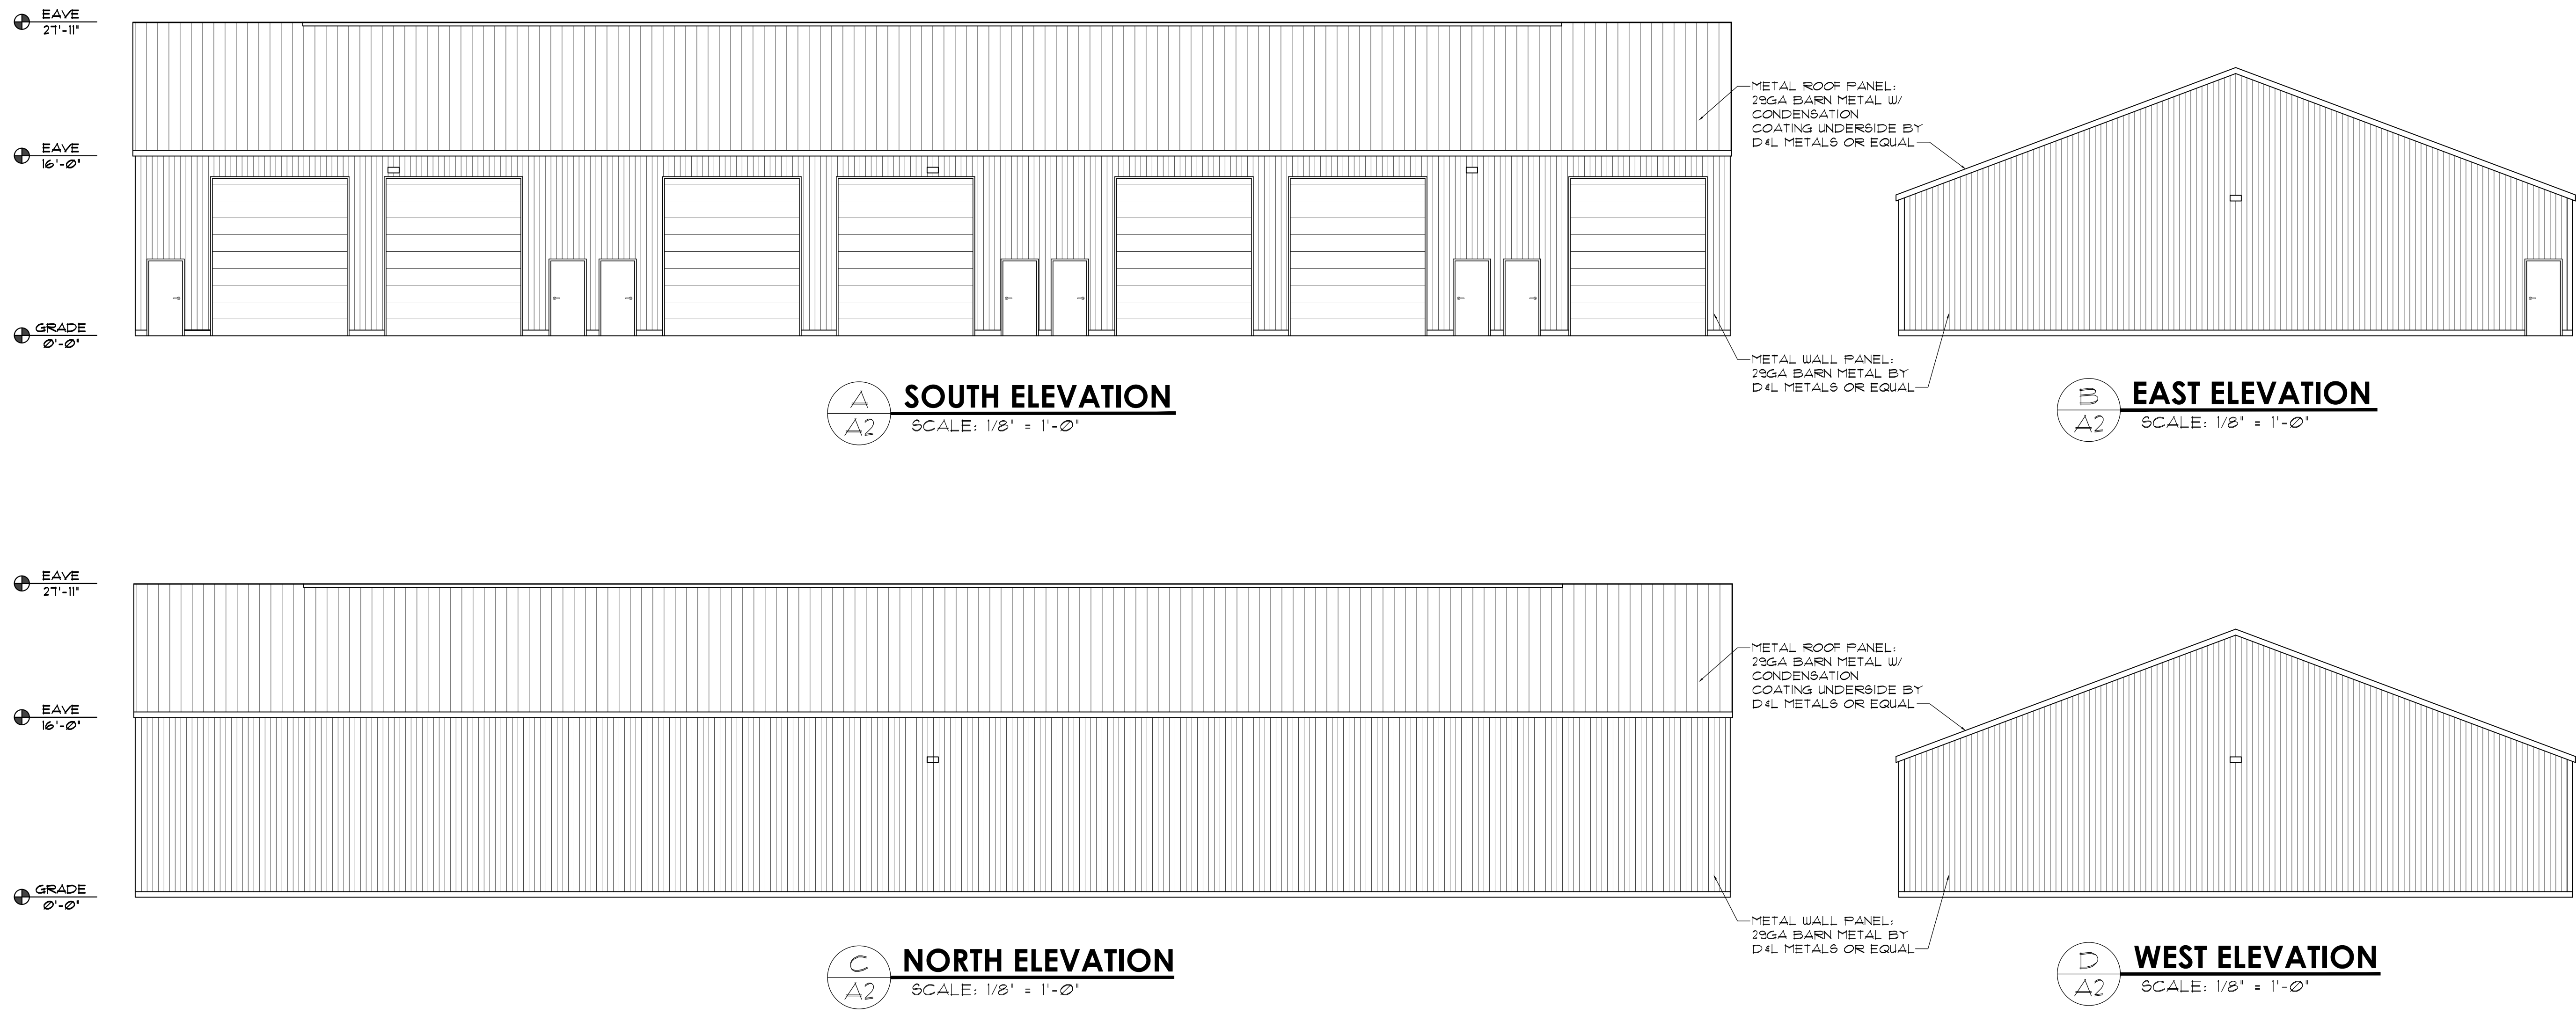 EAVE
27'-11"
EAVE
16'-0"
GRADE
0'-0"
METAL ROOF PANEL:
29GA BARN METAL W/
CONDENSATION
COATING UNDERSIDE BY
D&L METALS OR EQUAL
METAL WALL PANEL:
29GA BARN METAL BY
D&L METALS OR EQUAL
A
A2
SOUTH ELEVATION
SCALE: 1/8" = 1'-0"
B
A2
EAST ELEVATION
SCALE: 1/8" = 1'-0"
EAVE
27'-11"
EAVE
16'-0"
GRADE
0'-0"
METAL ROOF PANEL:
29GA BARN METAL W/
CONDENSATION
COATING UNDERSIDE BY
D&L METALS OR EQUAL
METAL WALL PANEL:
29GA BARN METAL BY
D&L METALS OR EQUAL
C
A2
NORTH ELEVATION
SCALE: 1/8" = 1'-0"
D
A2
WEST ELEVATION
SCALE: 1/8" = 1'-0"